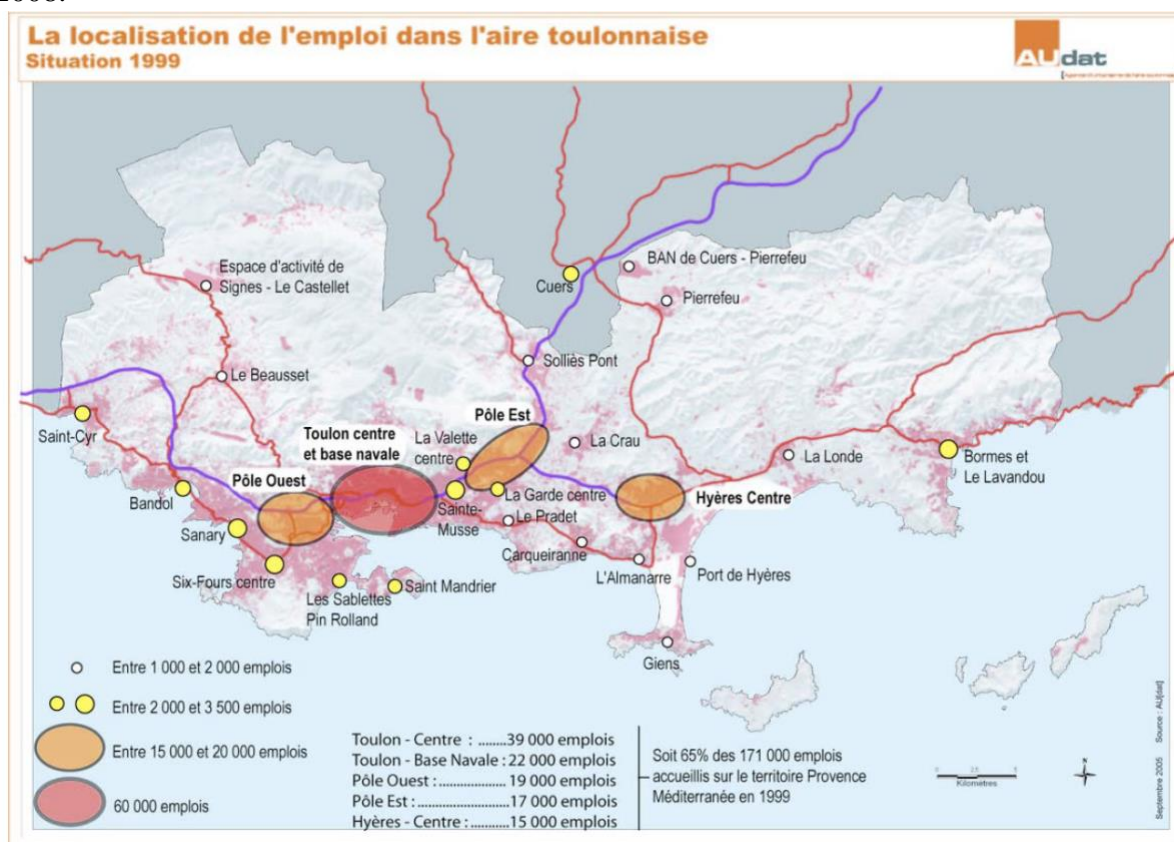 La localisation de l'emploi dans l'aire toulonnaise
Situation 1999
AUdat
Espace d'activité de
Signes - Le Castellet
Cuers
BAN de Cuers - Pierrefeu
Pierrefeu
Solliès Pont
Le Beausset
Saint-Cyr
Pôle Est
Toulon centre
et base navale
La Valette
centre
La Crau
La Londe
Bormes et
Le Lavandou
Pôle Ouest
Bandol
Sainte-
Musse
La Garde centre
Le Pradet
Hyères Centre
Sanary
Carqueiranne
Six-Fours centre
L'Almanarre
Port de Hyères
Les Sablettes
Pin Rolland
Saint Mandrier
Giens
Entre 1 000 et 2 000 emplois
Entre 2 000 et 3 500 emplois
Entre 15 000 et 20 000 emplois
60 000 emplois
Toulon - Centre : .......39 000 emplois
Toulon - Base Navale : 22 000 emplois
Pôle Ouest : ................ 19 000 emplois
Pôle Est : ..................... 17 000 emplois
Hyères - Centre : ...........15 000 emplois
Soit 65% des 171 000 emplois
accueillis sur le territoire Provence
Méditerranée en 1999
0 2.5 5
Kilomètres
N
Septembre 2005 Source : AU[dat]